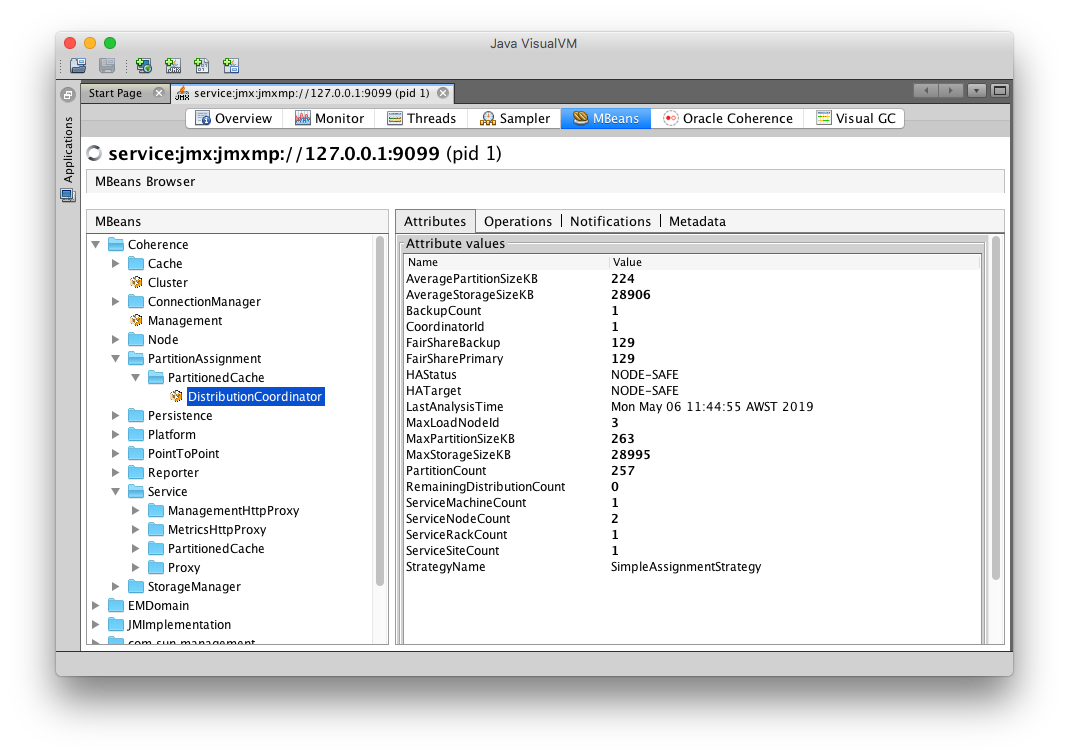 Java VisualVM
Start Page
service:jmx:jmxmp://127.0.0.1:9099 (pid 1)
Applications
Overview Monitor Threads Sampler MBeans Oracle Coherence Visual GC
service:jmx:jmxmp://127.0.0.1:9099 (pid 1)
MBeans Browser
MBeans
Coherence
Cache
Cluster
ConnectionManager
Management
Node
PartitionAssignment
PartitionedCache
DistributionCoordinator
Persistence
Platform
PointToPoint
Reporter
Service
ManagementHttpProxy
MetricsHttpProxy
PartitionedCache
Proxy
StorageManager
EMDomain
JMImplementation
com.sun.management
Attributes Operations Notifications Metadata
Attribute values
Name Value
AveragePartitionSizeKB 224
AverageStorageSizeKB 28906
BackupCount 1
CoordinatorId 1
FairShareBackup 129
FairSharePrimary 129
HAStatus NODE-SAFE
HATarget NODE-SAFE
LastAnalysisTime Mon May 06 11:44:55 AWST 2019
MaxLoadNodeId 3
MaxPartitionSizeKB 263
MaxStorageSizeKB 28995
PartitionCount 257
RemainingDistributionCount 0
ServiceMachineCount 1
ServiceNodeCount 2
ServiceRackCount 1
ServiceSiteCount 1
StrategyName SimpleAssignmentStrategy